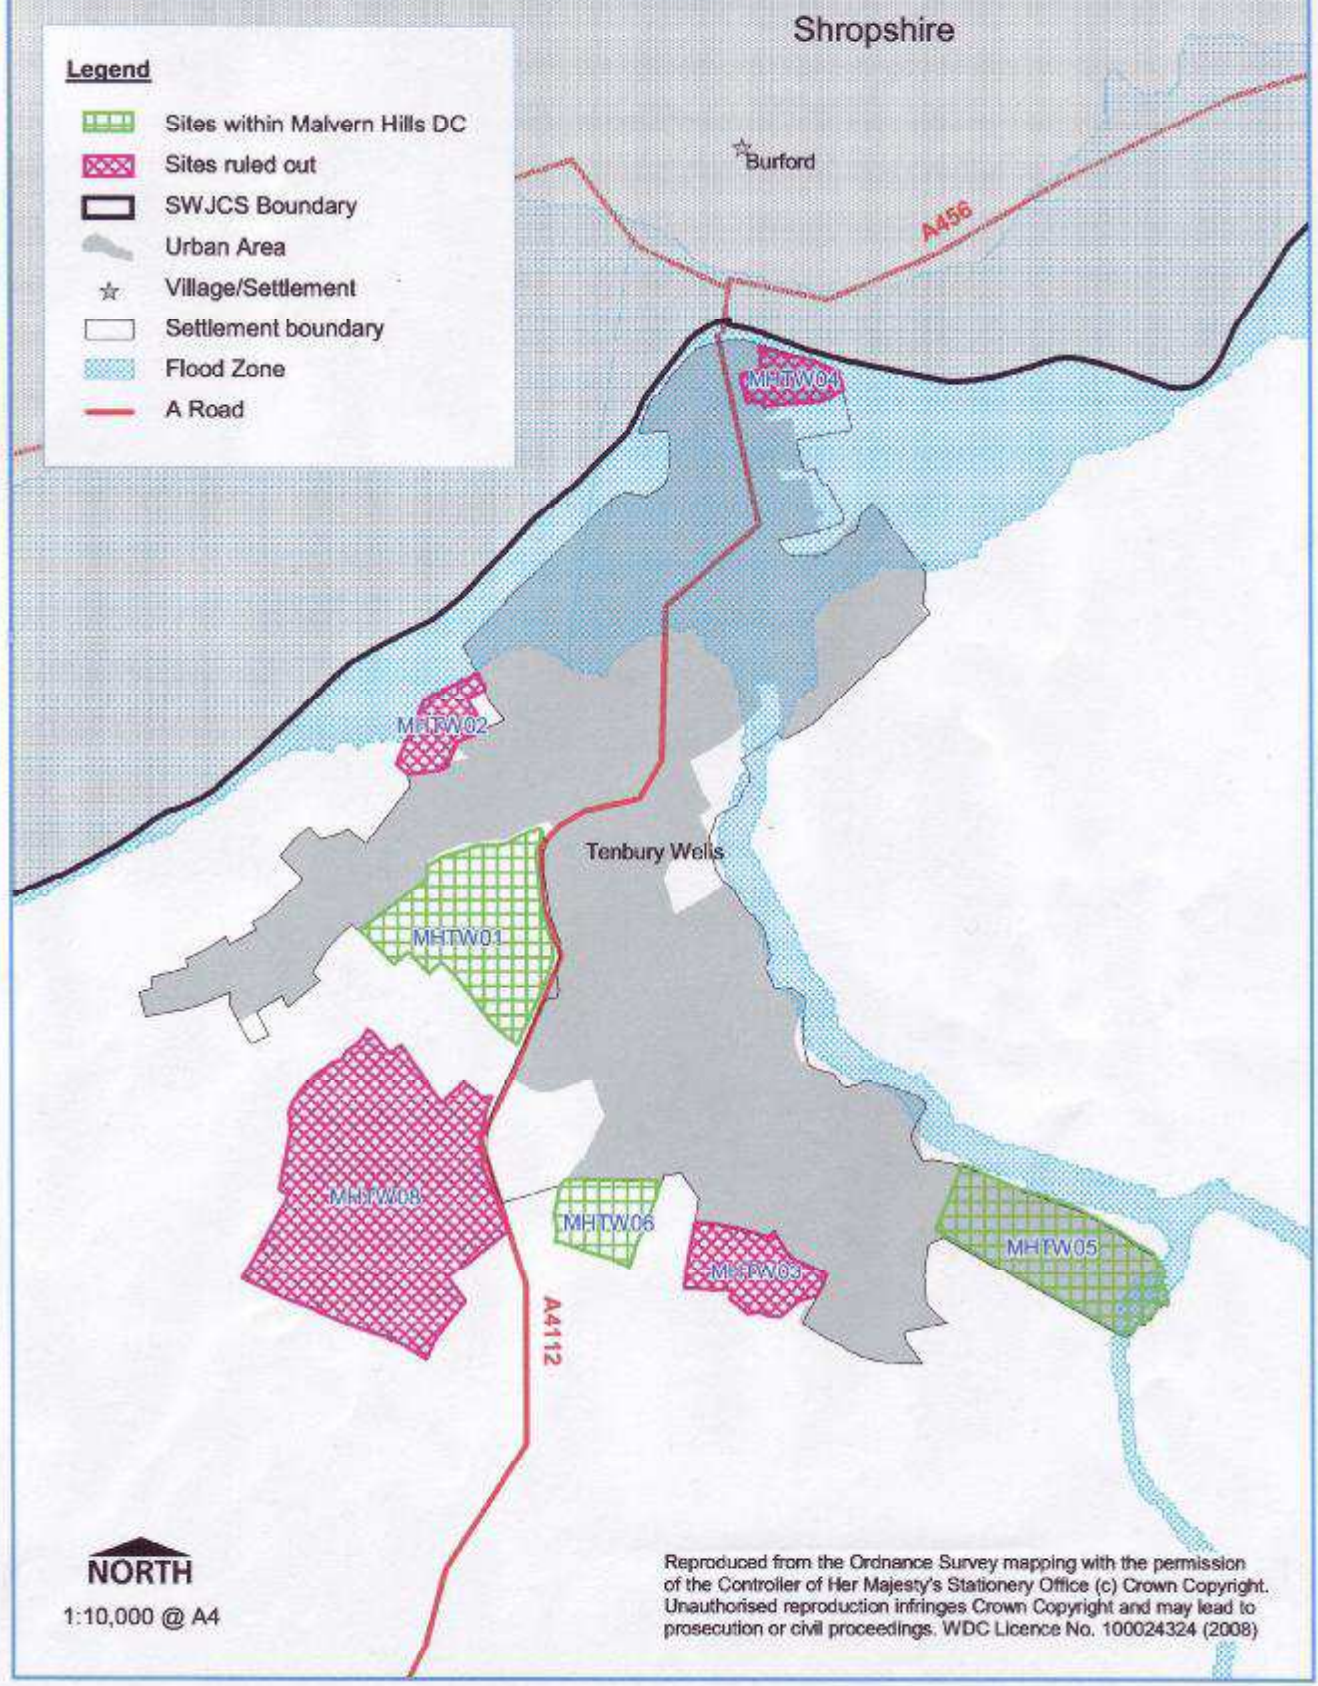 Shropshire
Legend
Sites within Malvern Hills DC
Sites ruled out
SWJCS Boundary
Urban Area
Village/Settlement
Settlement boundary
Flood Zone
A Road
Burford
A456
MHTW04
MHTW02
Tenbury Wells
MHTW01
MHTW08
MHTW06
MHTW05
MHTW03
A4112
NORTH
1:10,000 @ A4
Reproduced from the Ordnance Survey mapping with the permission
of the Controller of Her Majesty's Stationery Office (c) Crown Copyright.
Unauthorised reproduction infringes Crown Copyright and may lead to
prosecution or civil proceedings. WDC Licence No. 100024324 (2008)